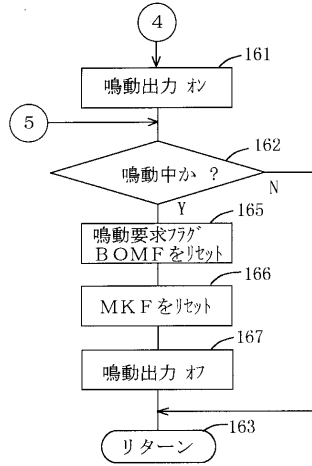 4
161
鳴動出力 オン
5
162
鳴動中か ？
N
Y
165
鳴動要求フラグ
ＢＯＭＦをリセット
166
ＭＫＦをリセット
167
鳴動出力 オフ
163
リターン